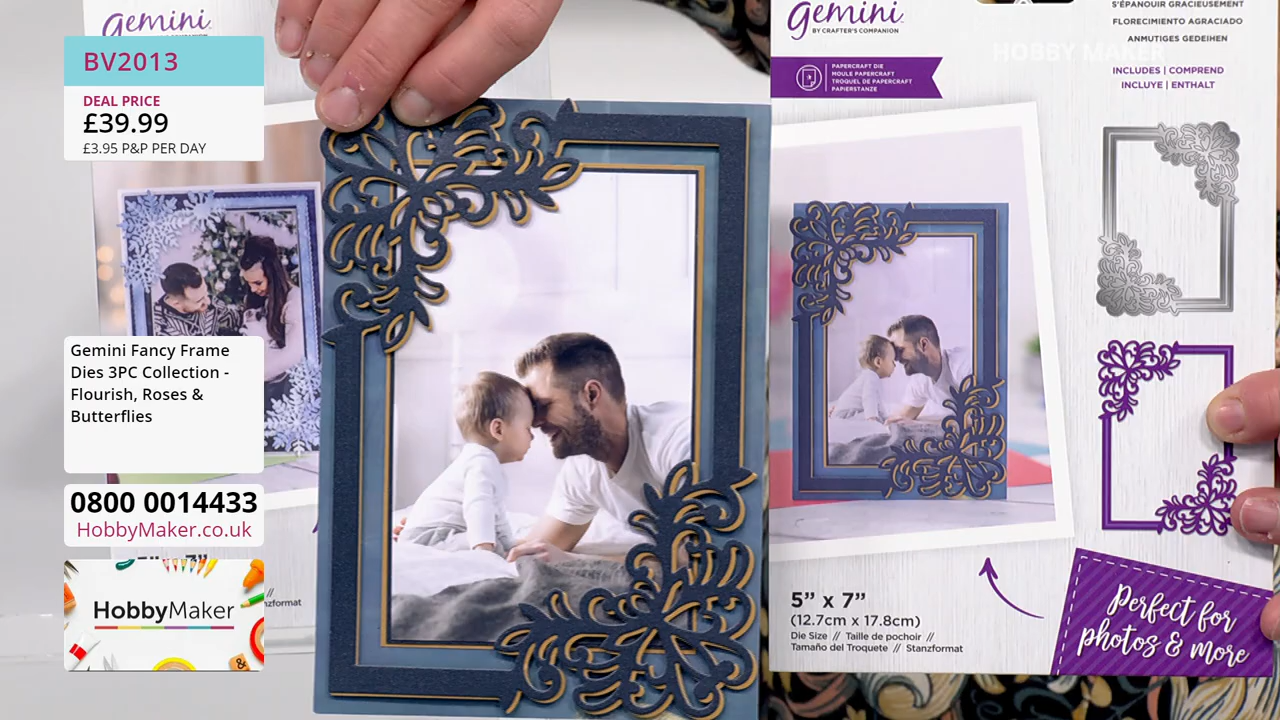 gemini
BV2013
DEAL PRICE
£39.99
£3.95 P&P PER DAY
Gemini Fancy Frame
Dies 3PC Collection -
Flourish, Roses &
Butterflies
0800 0014433
HobbyMaker.co.uk
HobbyMaker
&
//
nzformat
gemini
BY CRAFTER'S COMPANION
PAPERCRAFT DIE
MOULE PAPERCRAFT
TROQUEL DE PAPERCRAFT
PAPIERSTANZE
S'ÉPANOUIR GRACIEUSEMENT
FLORECIMIENTO AGRACIADO
ANMUTIGES GEDEIHEN
HOBBY MAKER
INCLUDES | COMPREND
INCLUYE | ENTHALT
5” x 7”
(12.7cm x 17.8cm)
Die Size // Taille de pochoir //
Tamaño del Troquete // Stanzformat
Perfect for
photos & more